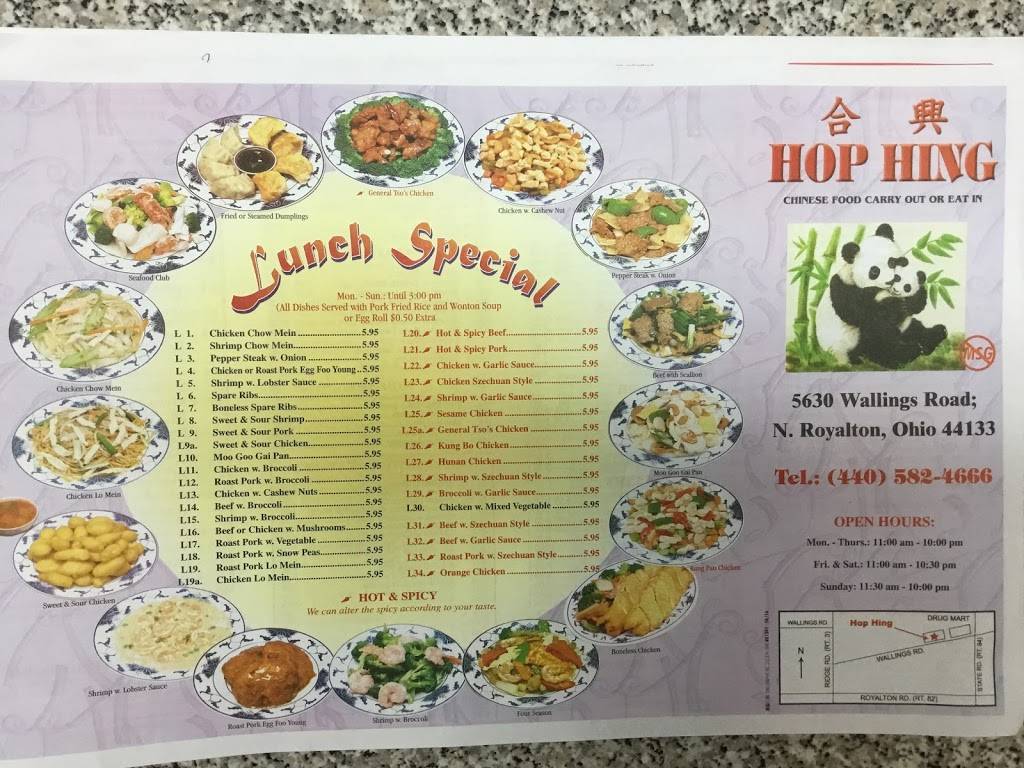 合 興
HOP HING
CHINESE FOOD CARRY OUT OR EAT IN
MSG
5630 Wallings Road;
N. Royalton, Ohio 44133
Tel.: (440) 582-4666
OPEN HOURS:
Mon. - Thurs.: 11:00 am - 10:00 pm
Fri. & Sat.: 11:00 am - 10:30 pm
Sunday: 11:30 am - 10:00 pm
WALLINGS RD.
Hop Hing
DRUG MART
N
RIDGE RD. (RT. 3)
WALLINGS RD.
STATE RD. (RT. 94)
ROYALTON RD. (RT. 82)
General Tso's Chicken
Fried or Steamed Dumplings
Chicken w. Cashew Nut
Seafood Club
Pepper Steak w. Onion
Lunch Special
Mon. - Sun.: Until 3:00 pm
(All Dishes Served with Pork Fried Rice and Wonton Soup
or Egg Roll $0.50 Extra
L 1. Chicken Chow Mein 5.95
L 2. Shrimp Chow Mein 5.95
L 3. Pepper Steak w. Onion 5.95
L 4. Chicken or Roast Pork Egg Foo Young 5.95
L 5. Shrimp w. Lobster Sauce 5.95
L 6. Spare Ribs 5.95
L 7. Boneless Spare Ribs 5.95
L 8. Sweet & Sour Shrimp 5.95
L 9. Sweet & Sour Pork 5.95
L9a. Sweet & Sour Chicken 5.95
L10. Moo Goo Gai Pan 5.95
L11. Chicken w. Broccoli 5.95
L12. Roast Pork w. Broccoli 5.95
L13. Chicken w. Cashew Nuts 5.95
L14. Beef w. Broccoli 5.95
L15. Shrimp w. Broccoli 5.95
L16. Beef or Chicken w. Mushrooms 5.95
L17. Roast Pork w. Vegetable 5.95
L18. Roast Pork w. Snow Peas 5.95
L19. Roast Pork Lo Mein 5.95
L19a. Chicken Lo Mein 5.95
L20. Hot & Spicy Beef 5.95
L21. Hot & Spicy Pork 5.95
L22. Chicken w. Garlic Sauce 5.95
L23. Chicken Szechuan Style 5.95
L24. Shrimp w. Garlic Sauce 5.95
L25. Sesame Chicken 5.95
L25a. General Tso's Chicken 5.95
L26. Kung Bo Chicken 5.95
L27. Hunan Chicken 5.95
L28. Shrimp w. Szechuan Style 5.95
L29. Broccoli w. Garlic Sauce 5.95
L30. Chicken w. Mixed Vegetable 5.95
L31. Beef w. Szechuan Style 5.95
L32. Beef w. Garlic Sauce 5.95
L33. Roast Pork w. Szechuan Style 5.95
L34. Orange Chicken 5.95
HOT & SPICY
We can alter the spicy according to your taste.
Chicken Chow Mein
Beef with Scallion
Chicken Lo Mein
Moo Goo Gai Pan
Sweet & Sour Chicken
Kung Pao Chicken
Shrimp w. Lobster Sauce
Boneless Chicken
Roast Pork Egg Foo Young
Shrimp w. Broccoli
Four Season